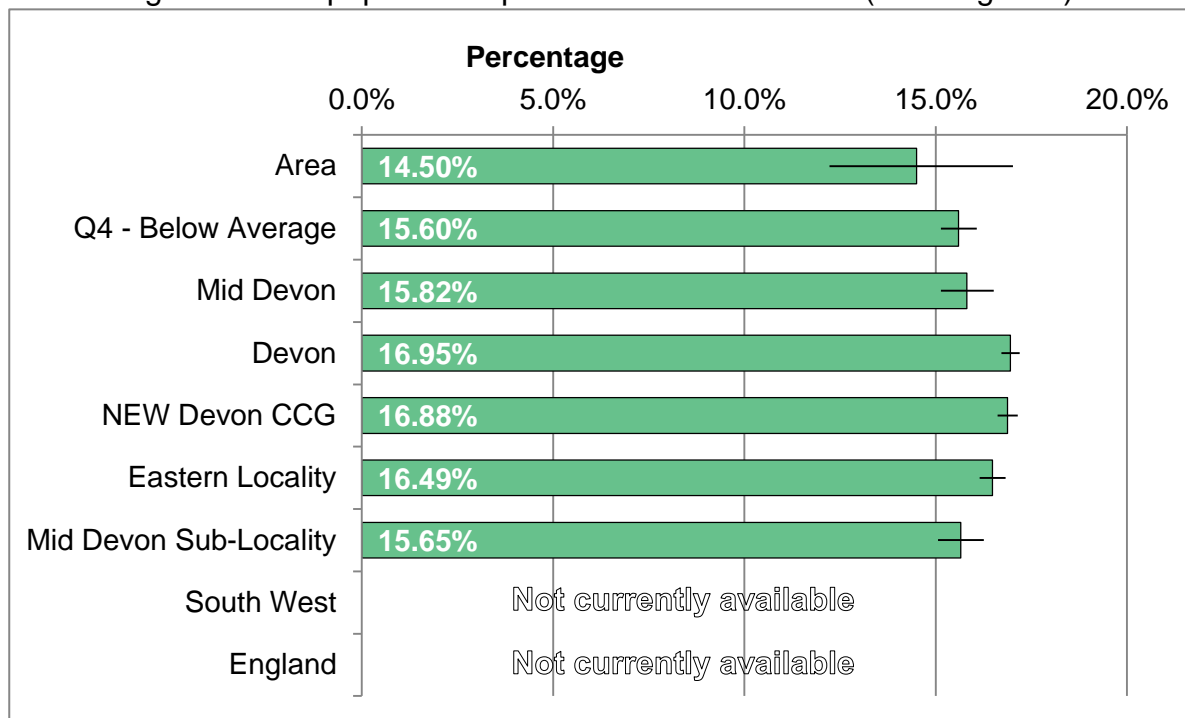 Percentage
0.0% 5.0% 10.0% 15.0% 20.0%
Area 14.50%
Q4 - Below Average 15.60%
Mid Devon 15.82%
Devon 16.95%
NEW Devon CCG 16.88%
Eastern Locality 16.49%
Mid Devon Sub-Locality 15.65%
South West Not currently available
England Not currently available